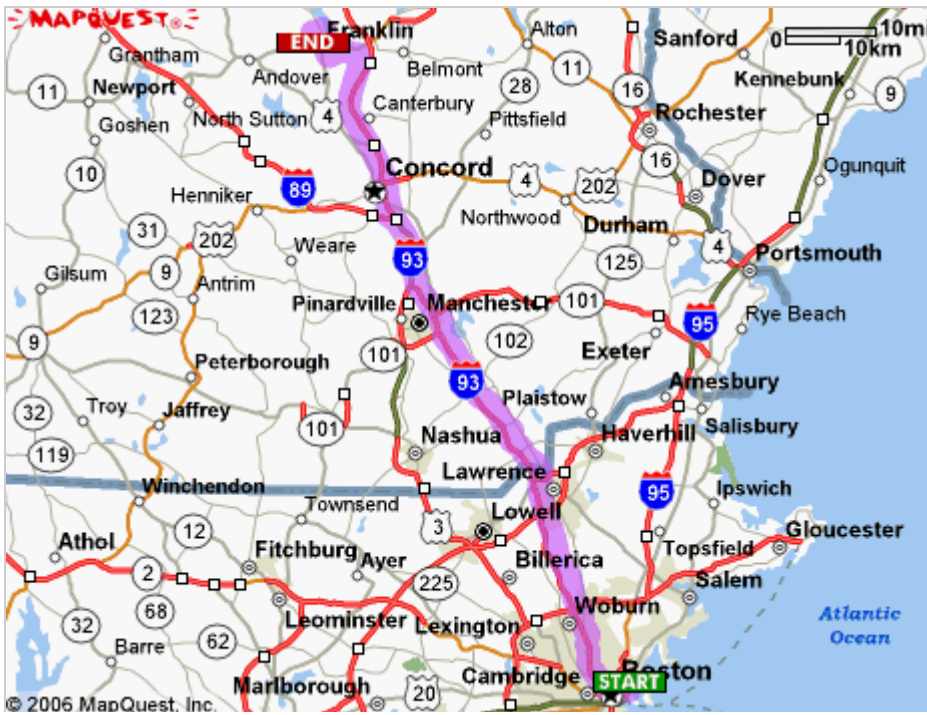 MAPQUEST
Franklin
END
Alton
Sanford
0 10mi
10km
Grantham
Andover
Belmont
11
Kennebunk
11
Newport
28
16
9
North Sutton
4
Canterbury
Goshen
Pittsfield
Rochester
10
Concord
16
Ogunquit
89
4
202
Dover
Henniker
Northwood
Durham
31
202
Weare
93
125
4
Portsmouth
9
Gilsum
Antrim
Pinardville
Manchester
101
123
102
95
Rye Beach
9
101
Exeter
Peterborough
93
Amesbury
32
Troy
Jaffrey
101
Plaistow
Salisbury
119
Nashua
Haverhill
Lawrence
Winchendon
95
Ipswich
Townsend
3
Lowell
12
Gloucester
Athol
Fitchburg
Ayer
Billerica
Topsfield
2
225
Salem
68
Woburn
32
Leominster
Lexington
Atlantic
Ocean
62
Barre
Cambridge
Boston
START
Marlborough
20
© 2006 MapQuest, Inc.